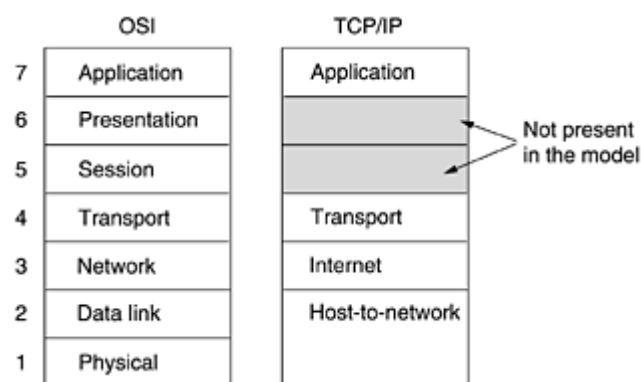 OSI TCP/IP
7 Application Application
6 Presentation
Not present
in the model
5 Session
4 Transport Transport
3 Network Internet
2 Data link Host-to-network
1 Physical